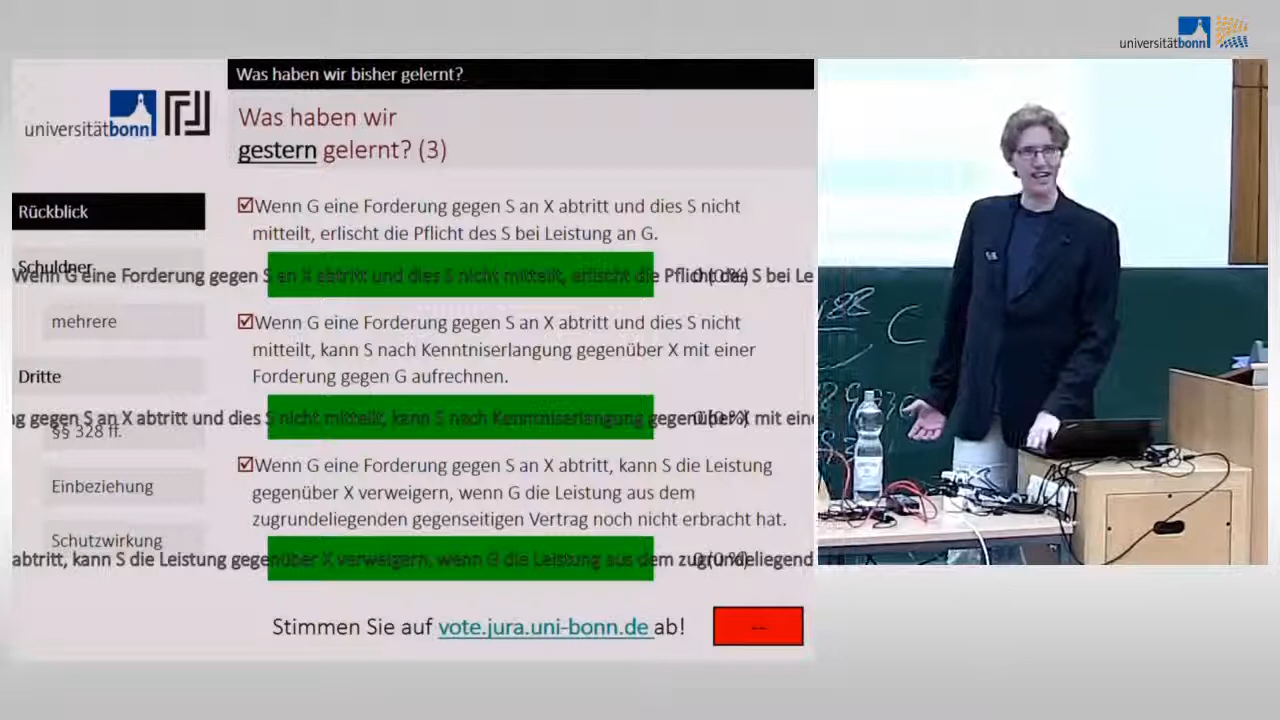 universitätbonn
Was haben wir bisher gelernt?
universitätbonn
Was haben wir
gestern gelernt? (3)
Rückblick
Schuldner
mehrere
Dritte
§§ 328 ff.
Einbeziehung
Schutzwirkung
Wenn G eine Forderung gegen S an X abtritt und dies S nicht
mitteilt, erlischt die Pflicht des S bei Leistung an G.
Wenn G eine Forderung gegen S an X abtritt und dies S nicht mitteilt, erlischt die Pflicht des S bei Le
0 (0 %)
Wenn G eine Forderung gegen S an X abtritt und dies S nicht
mitteilt, kann S nach Kenntniserlangung gegenüber X mit einer
Forderung gegen G aufrechnen.
ng gegen S an X abtritt und dies S nicht mitteilt, kann S nach Kenntniserlangung gegenüber X mit eine
0 (0 %)
Wenn G eine Forderung gegen S an X abtritt, kann S die Leistung
gegenüber X verweigern, wenn G die Leistung aus dem
zugrundeliegenden gegenseitigen Vertrag noch nicht erbracht hat.
abtritt, kann S die Leistung gegenüber X verweigern, wenn G die Leistung aus dem zugrundeliegend
0 (0 %)
Stimmen Sie auf vote.jura.uni-bonn.de ab!
--
C